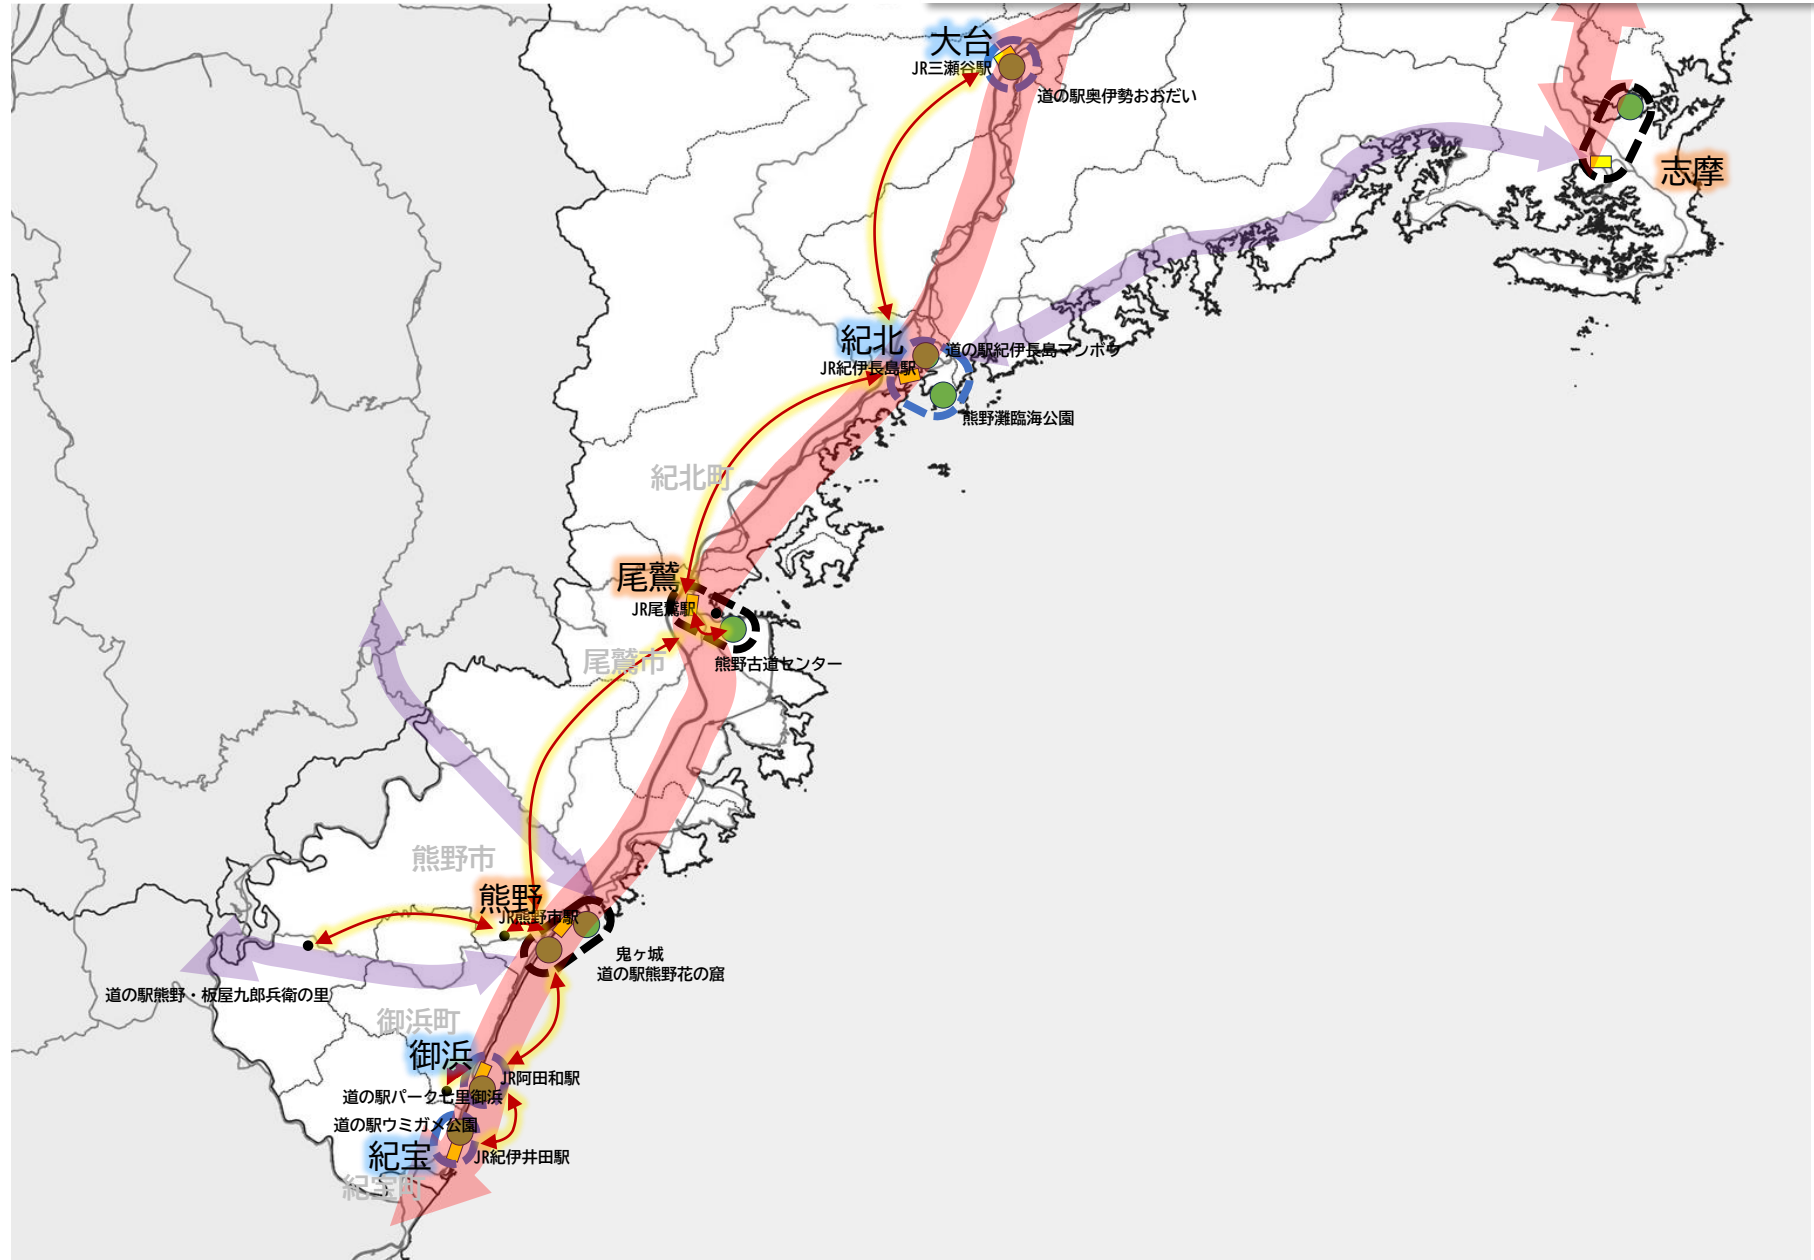 大台
JR三瀬谷駅
道の駅奥伊勢おおだい
志摩
紀北
道の駅紀伊長島マンボウ
JR紀伊長島駅
熊野灘臨海公園
紀北町
尾鷲
JR尾鷲駅
尾鷲市
熊野古道センター
熊野市
熊野
JR熊野市駅
鬼ヶ城
道の駅熊野花の窟
道の駅熊野・板屋九郎兵衛の里
御浜町
御浜
JR阿田和駅
道の駅パーク七里御浜
道の駅ウミガメ公園
紀宝
JR紀伊井田駅
紀宝町